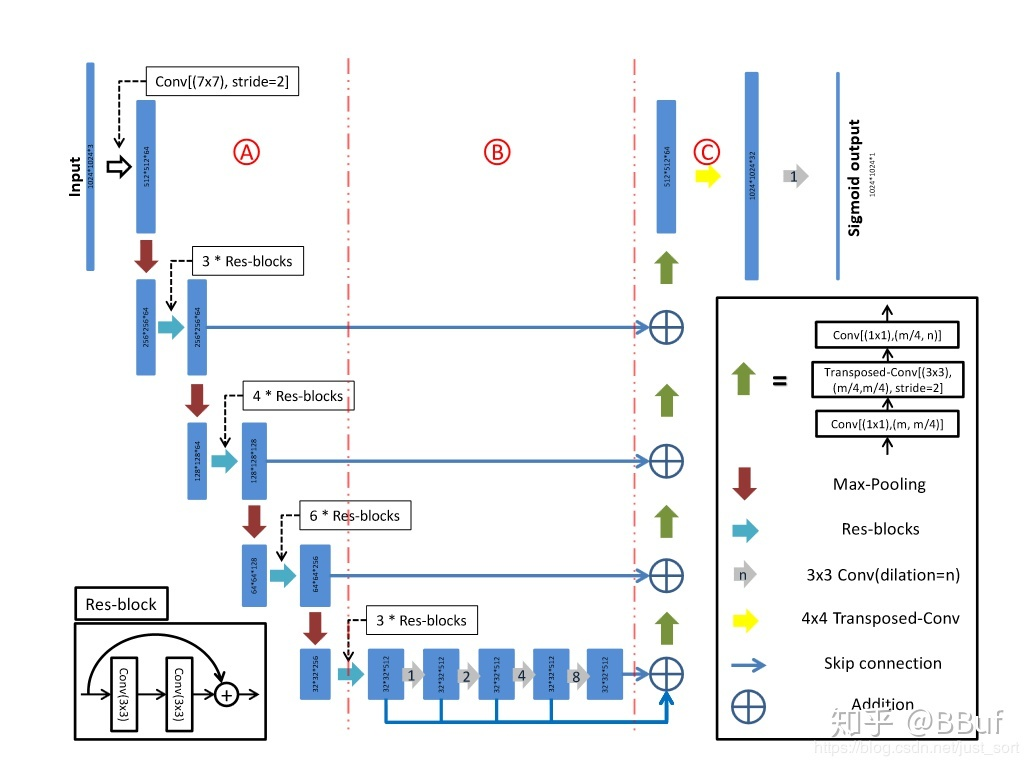 Input
1024*1024*3
Conv[(7x7), stride=2]
512*512*64
A
B
512*512*64
C
1024*1024*32
1
Sigmoid output
1024*1024*1
3 * Res-blocks
256*256*64
256*256*64
4 * Res-blocks
128*128*64
128*128*128
6 * Res-blocks
64*64*128
64*64*256
3 * Res-blocks
32*32*256
32*32*512
1
32*32*512
2
32*32*512
4
32*32*512
8
32*32*512
Res-block
Conv(3x3)
Conv(3x3)
+
=
Conv[(1x1),(m/4, n)]
Transposed-Conv[(3x3),
(m/4,m/4), stride=2]
Conv[(1x1),(m, m/4)]
Max-Pooling
Res-blocks
n
3x3 Conv(dilation=n)
4x4 Transposed-Conv
Skip connection
Addition
知乎 @BBuf
https://blog.csdn.net/just_sort